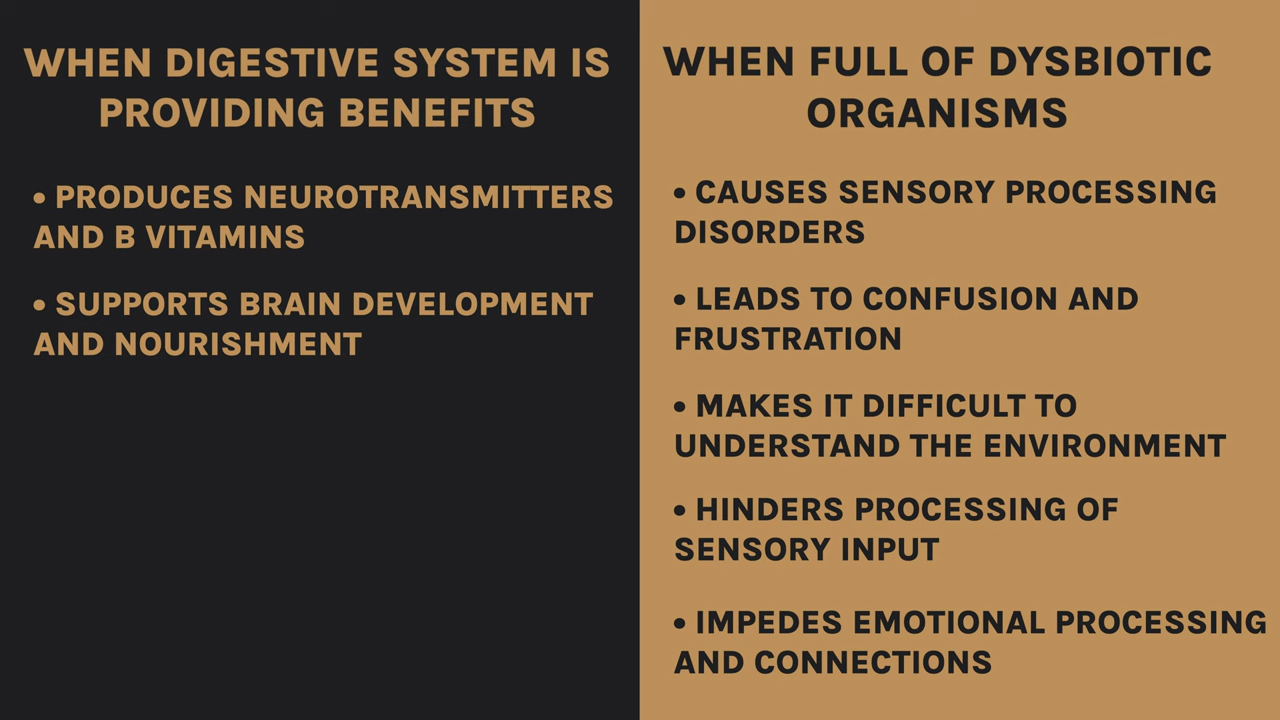 WHEN DIGESTIVE SYSTEM IS
PROVIDING BENEFITS
• PRODUCES NEUROTRANSMITTERS
AND B VITAMINS
• SUPPORTS BRAIN DEVELOPMENT
AND NOURISHMENT
WHEN FULL OF DYSBIOTIC
ORGANISMS
• CAUSES SENSORY PROCESSING
DISORDERS
• LEADS TO CONFUSION AND
FRUSTRATION
• MAKES IT DIFFICULT TO
UNDERSTAND THE ENVIRONMENT
• HINDERS PROCESSING OF
SENSORY INPUT
• IMPEDES EMOTIONAL PROCESSING
AND CONNECTIONS